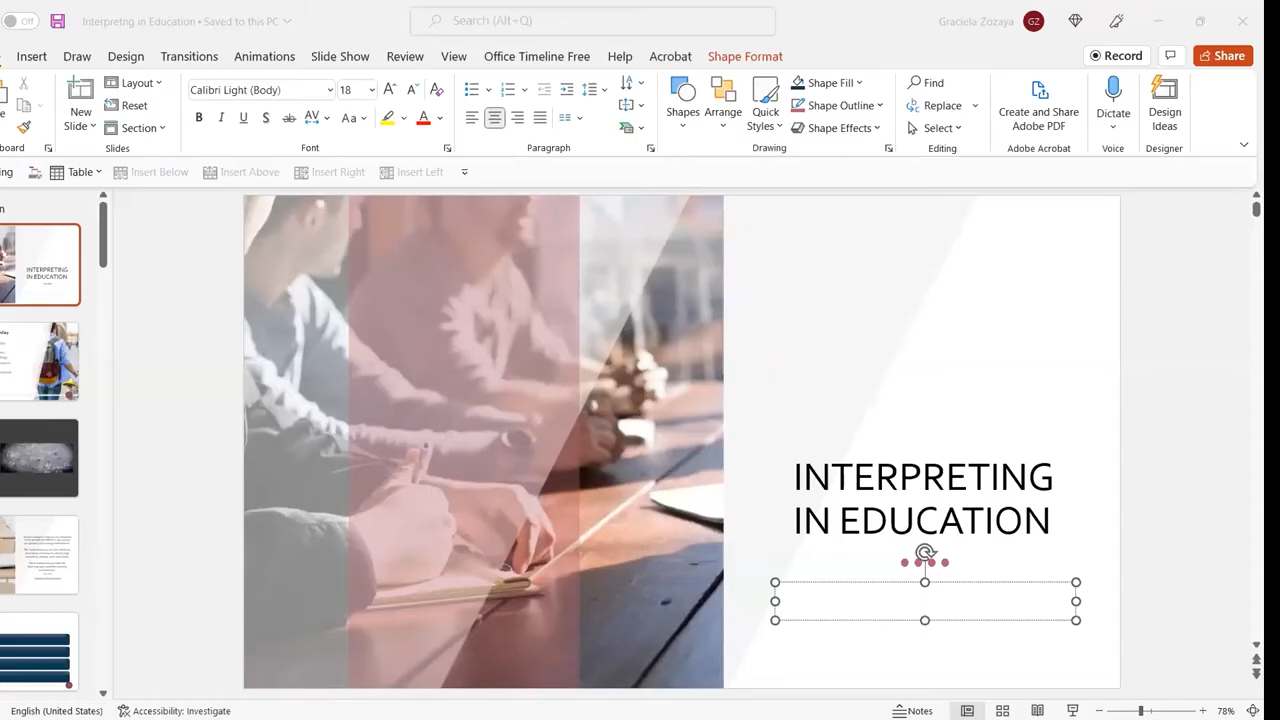 Off
Interpretng ın Education • Saved to this PC
Search (Alt+Q)
Graciela Zozaya
GZ
Insert Draw Design Transitions Animations Slide Show Review View Office Timeline Free Help Acrobat Shape Format
Record
Share
New
Slide
Layout
Reset
Section
Slides
Calibri Light (Body)
18
Font
Paragraph
Shapes
Arrange
Quick
Styles
Shape Fill
Shape Outline
Shape Effects
Drawing
Find
Replace
Select
Editing
Create and Share
Adobe PDF
Adobe Acrobat
Dictate
Voice
Design
Ideas
Designer
Table
Insert Below
Insert Above
Insert Right
Insert Left
INTERPRETING
IN EDUCATION
INTERPRETING
IN EDUCATION
English (United States)
Accessibility: Investigate
Notes
78%